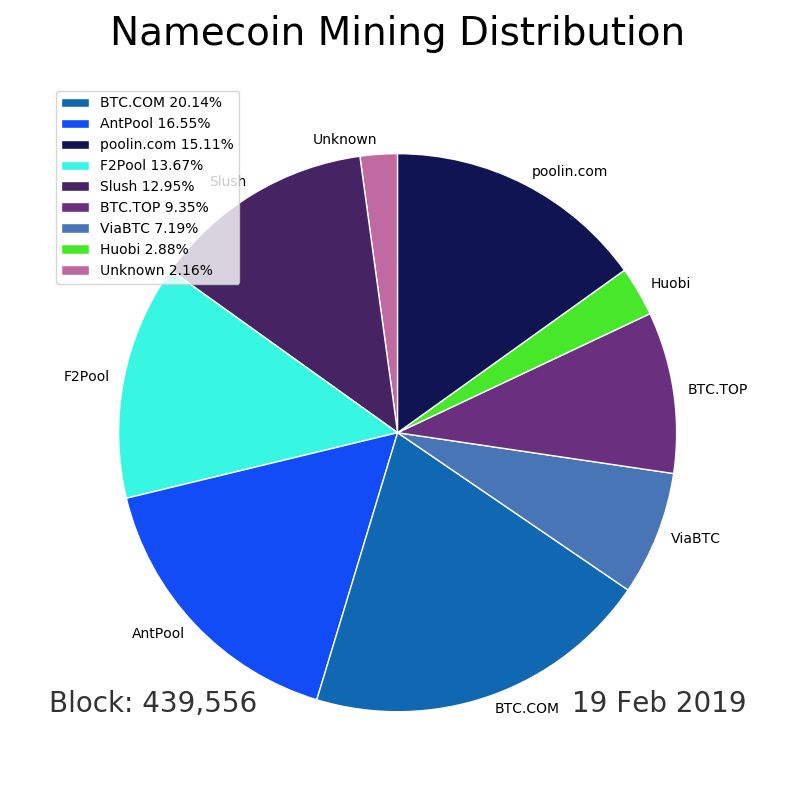 Namecoin Mining Distribution
BTC.COM 20.14%
AntPool 16.55%
poolin.com 15.11%
F2Pool 13.67%
Slush 12.95%
BTC.TOP 9.35%
ViaBTC 7.19%
Huobi 2.88%
Unknown 2.16%
Unknown
poolin.com
Slush
Huobi
F2Pool
BTC.TOP
ViaBTC
AntPool
BTC.COM
Block: 439,556
19 Feb 2019